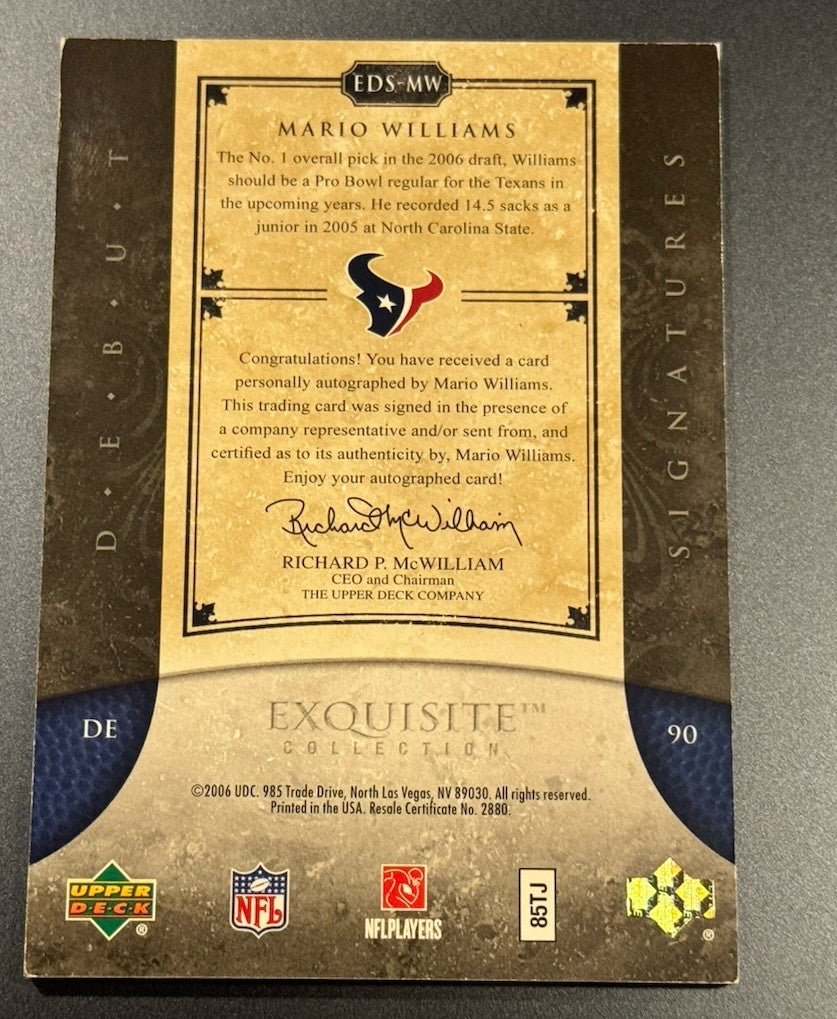 EDS-MW
MARIO WILLIAMS
The No. 1 overall pick in the 2006 draft, Williams
should be a Pro Bowl regular for the Texans in
the upcoming years. He recorded 14.5 sacks as a
junior in 2005 at North Carolina State.
D·E·B·U·T
SIGNATURES
Congratulations! You have received a card
personally autographed by Mario Williams.
This trading card was signed in the presence of
a company representative and/or sent from, and
certified as to its authenticity by, Mario Williams.
Enjoy your autographed card!
Richard P. McWilliam
RICHARD P. McWILLIAM
CEO and Chairman
THE UPPER DECK COMPANY
DE
EXQUISITE™
COLLECTION
90
©2006 UDC. 985 Trade Drive, North Las Vegas, NV 89030. All rights reserved.
Printed in the USA. Resale Certificate No. 2880.
UPPER
D·E·C·K
®
NFL
®
NFLPLAYERS
85TJ
®